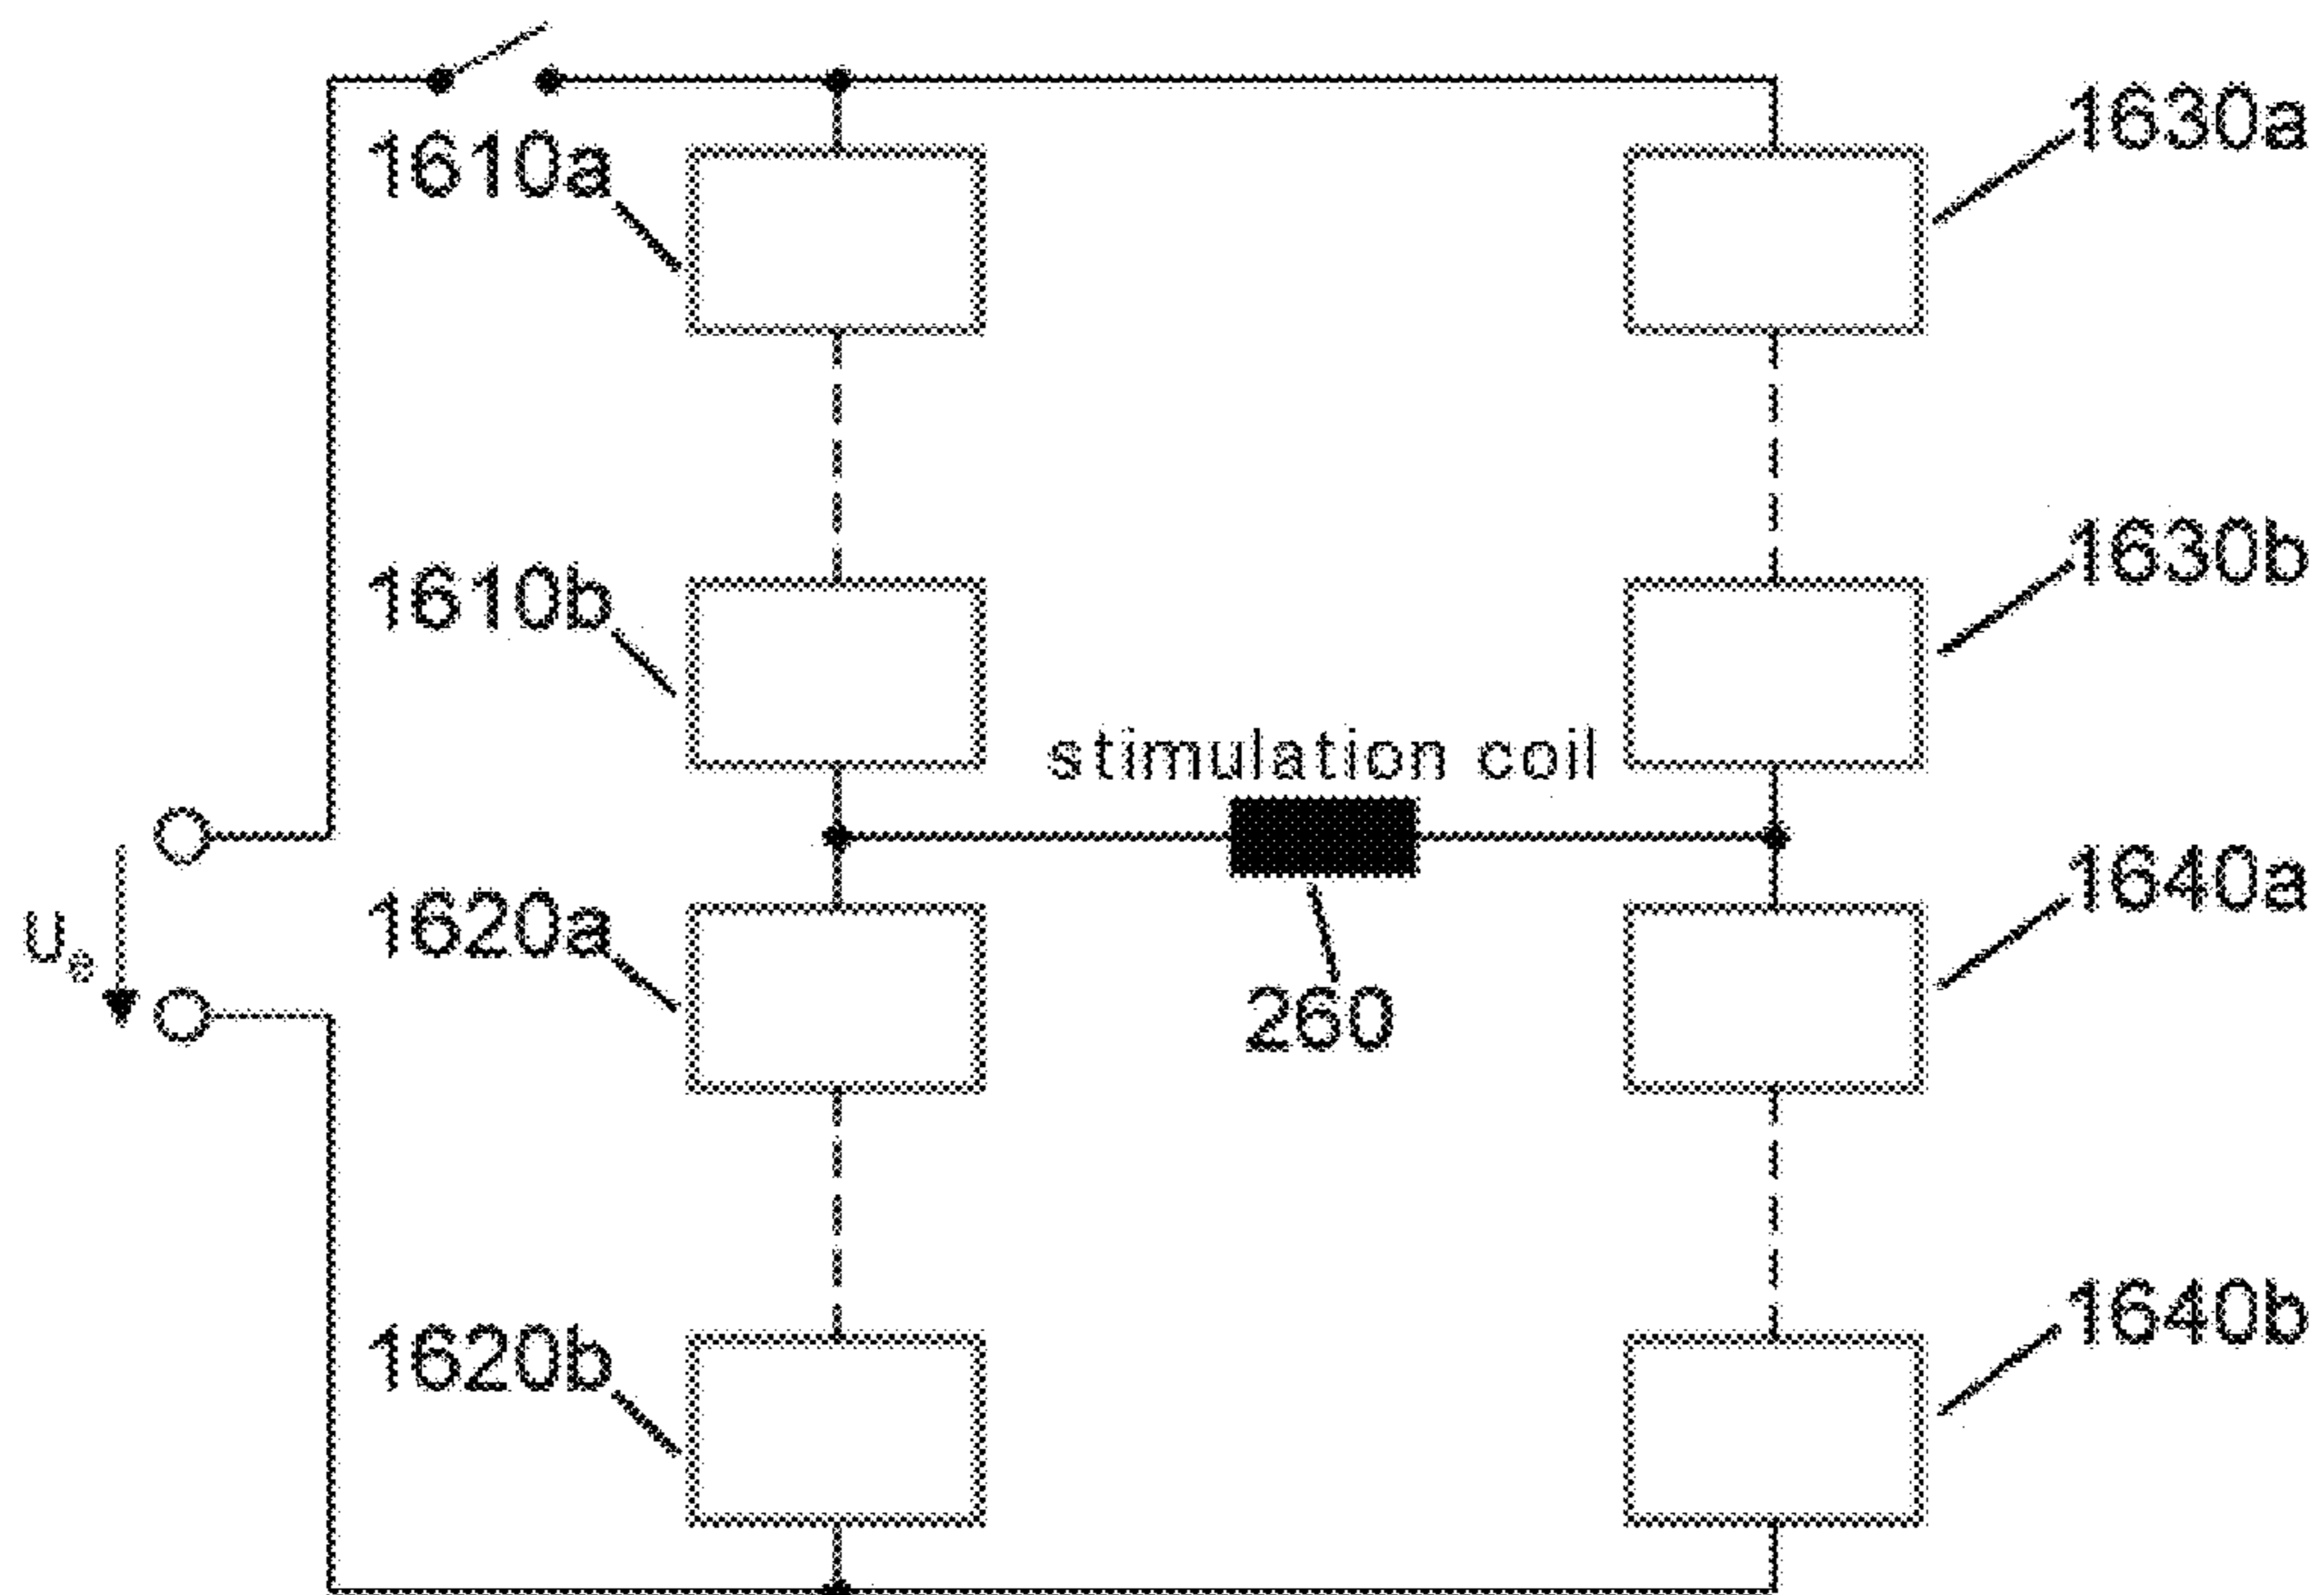 1610a
1630a
1610b
1630b
stimulation coil
1620a
1640a
ue
260
1620b
1640b